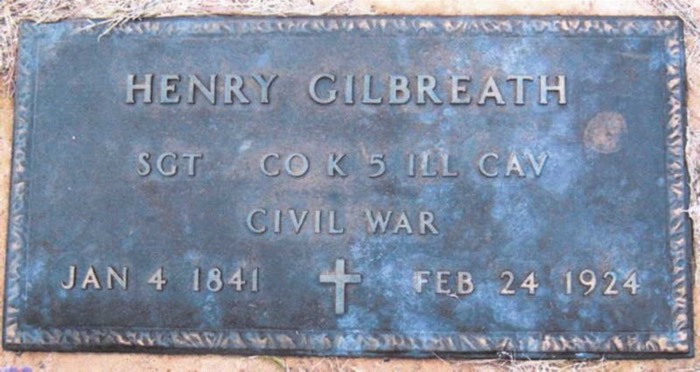 HENRY GILBREATH
SGT CO K 5 ILL CAV
CIVIL WAR
JAN 4 1841 FEB 24 1924